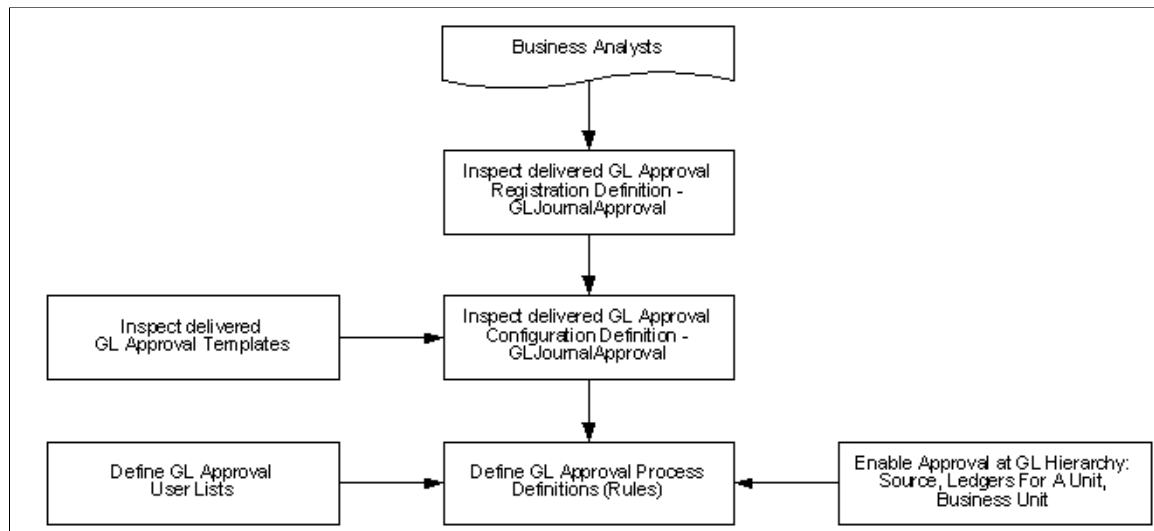 Business Analysts
Inspect delivered GL Approval
Registration Definition -
GLJournalApproval
Inspect delivered
GL Approval Templates
Inspect delivered GL Approval
Configuration Definition -
GLJournalApproval
Define GL Approval
User Lists
Define GL Approval Process
Definitions (Rules)
Enable Approval at GL Hierarchy:
Source, Ledgers For A Unit,
Business Unit